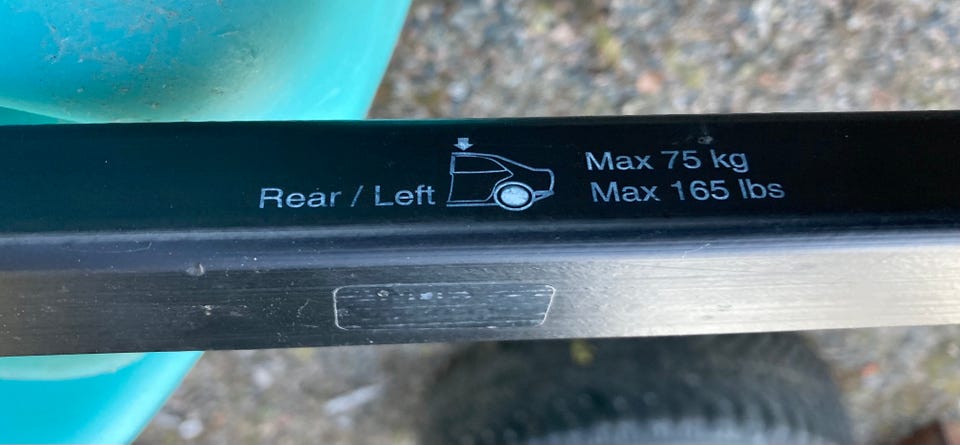 Rear / Left
Max 75 kg
Max 165 lbs